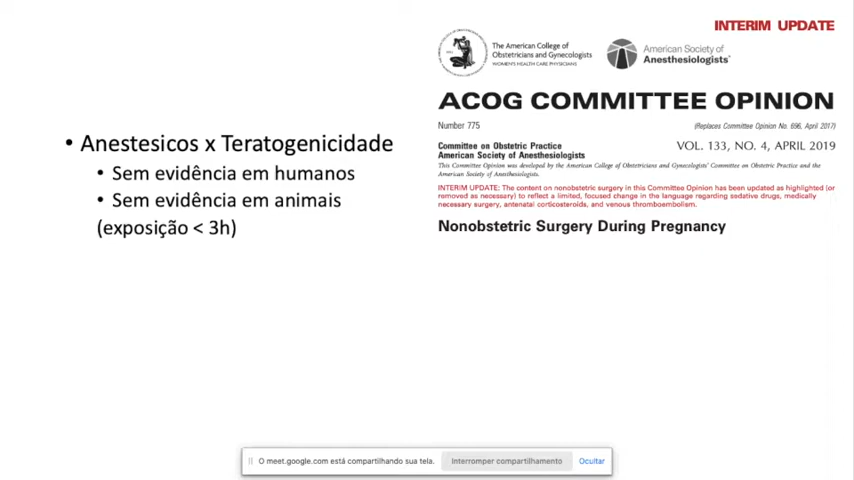 • Anestesicos x Teratogenicidade
• Sem evidência em humanos
• Sem evidência em animais
(exposição < 3h)
INTERIM UPDATE
The American College of
Obstetricians and Gynecologists
WOMEN'S HEALTH CARE PHYSICIANS
American Society of
Anesthesiologists®
ACOG COMMITTEE OPINION
Number 775
(Replaces Committee Opinion No. 696, April 2017)
Committee on Obstetric Practice
American Society of Anesthesiologists
VOL. 133, NO. 4, APRIL 2019
This Committee Opinion was developed by the American College of Obstetricians and Gynecologists' Committee on Obstetric Practice and the
American Society of Anesthesiologists.
INTERIM UPDATE: The content on nonobstetric surgery in this Committee Opinion has been updated as highlighted (or
removed as necessary) to reflect a limited, focused change in the language regarding sedative drugs, medically
necessary surgery, antenatal corticosteroids, and venous thromboembolism.
Nonobstetric Surgery During Pregnancy
O meet.google.com está compartilhando sua tela.
Interromper compartilhamento
Ocultar